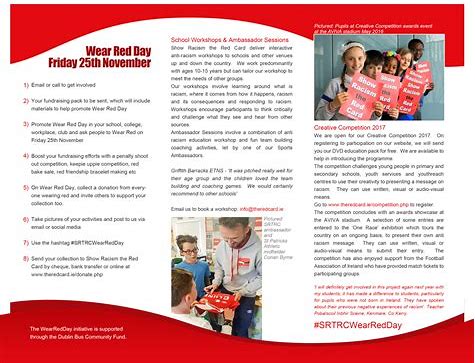 Wear Red Day
Friday 25th November
1) Email or call to get involved
2) Your fundraising pack to be sent, which will include
materials to help promote Wear Red Day
3) Promote Wear Red Day in your school, college,
workplace, club and ask people to Wear Red on
Friday 25th November
4) Boost your fundraising efforts with a penalty shoot
out competition, keepie uppie competition, red
bake sale, red friendship bracelet making etc
5) On Wear Red Day, collect a donation from every-
one wearing red and invite others to support your
collection too.
6) Take pictures of your activities and post to us via
email or social media
7) Use the hashtag #SRTRCWearRedDay
8) Send your collection to Show Racism the Red
Card by cheque, bank transfer or online at
www.theredcard.ie/donate.php
The WearRedDay initiative is supported
through the Dublin Bus Community Fund.
School Workshops & Ambassador Sessions
Show Racism the Red Card deliver interactive
anti-racism workshops to schools and other venues
up and down the country. We work predominantly
with ages 10-15 years but can tailor our workshop to
meet the needs of other groups.
Our workshops involve learning around what is
racism, where it comes from how it happens, racism
and its consequences and responding to racism.
Workshops encourage participants to think critically
and challenge what they see and hear from other
sources.
Ambassador Sessions involve a combination of anti
racism education workshop and fun team building
coaching activities, let by one of our Sports
Ambassadors.
Griffith Barracks ETNS - It was pitched really well for
their age group and the children loved the team
building and coaching games. We would certainly
recommend to other schools'
Email us to book a workshop: info@theredcard.ie
Pictured
SRTRC
ambassador
and
St Patricks
Athletic
midfielder
Conan Byrne
Pictured: Pupils at Creative Competition awards event
at the AVIVA stadium May 2016
Show
Racism
the
Red
Card
Show
Racism
the
Red
Card
Creative Competition 2017
We are open for our Creative Competition 2017. On
registering to participation on our website, we will send
you our DVD education pack for free. We are available to
help in introducing the programme.
The competition challenges young people in primary and
secondary schools, youth services and youthreach
centres to use their creativity to presenting a message on
racism. They and can use written, visual or audio-visual
means.
Go to www.theredcard.ie/competition.php to register
The competition concludes with an awards showcase at
the AVIVA stadium. A selection of some entries are
entered to the 'One Race' exhibition which tours the
country on an ongoing basis, to present their own anti
racism message. They can use written, visual or
audio-visual means to submit their entry. The
competition has also enjoyed support from the Football
Association of Ireland who have provided match tickets to
participating groups
'I will definitely get involved in this project again next year with
my students, it has made a difference to students, particularly
for pupils who were not born in Ireland. They have spoken
about their previous negative experiences of racism'. Teacher
Pobalscoil Inbhir Sceine, Kenmare, Co Kerry.
#SRTRCWearRedDay